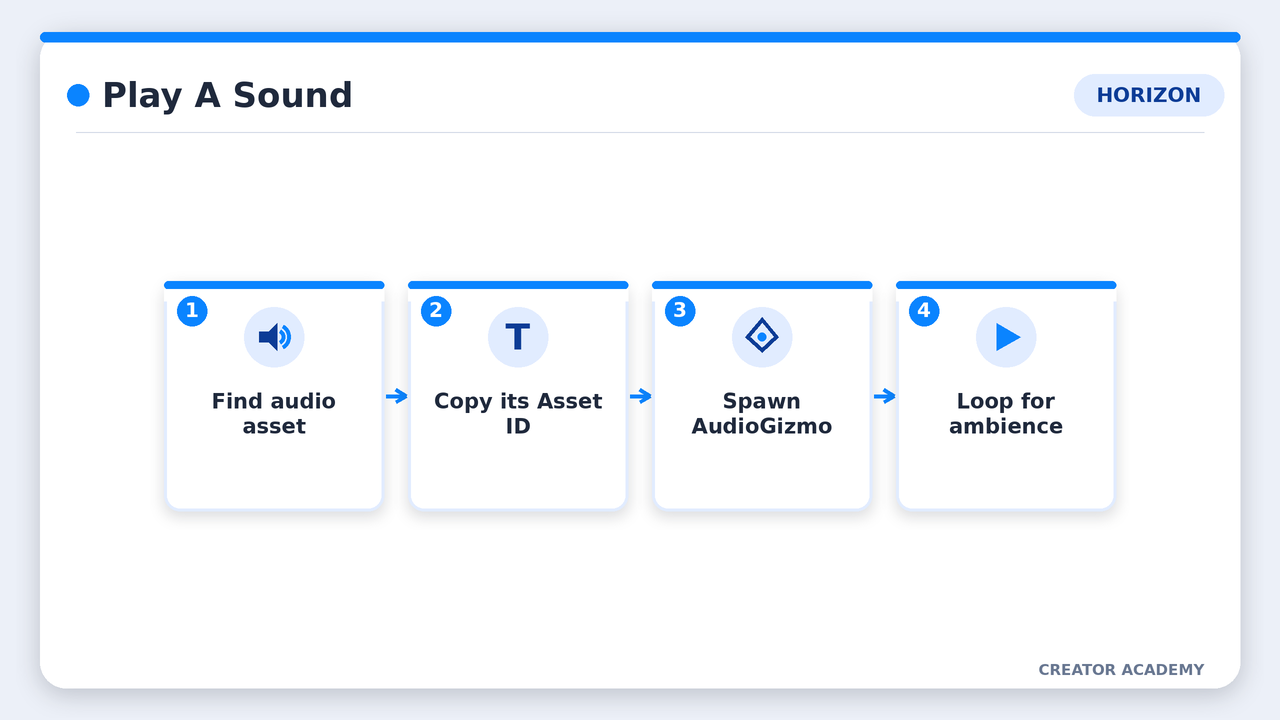 Play A Sound
HORIZON
1
Find audio
asset
2
T
Copy its Asset
ID
3
Spawn
AudioGizmo
4
Loop for
ambience
CREATOR ACADEMY